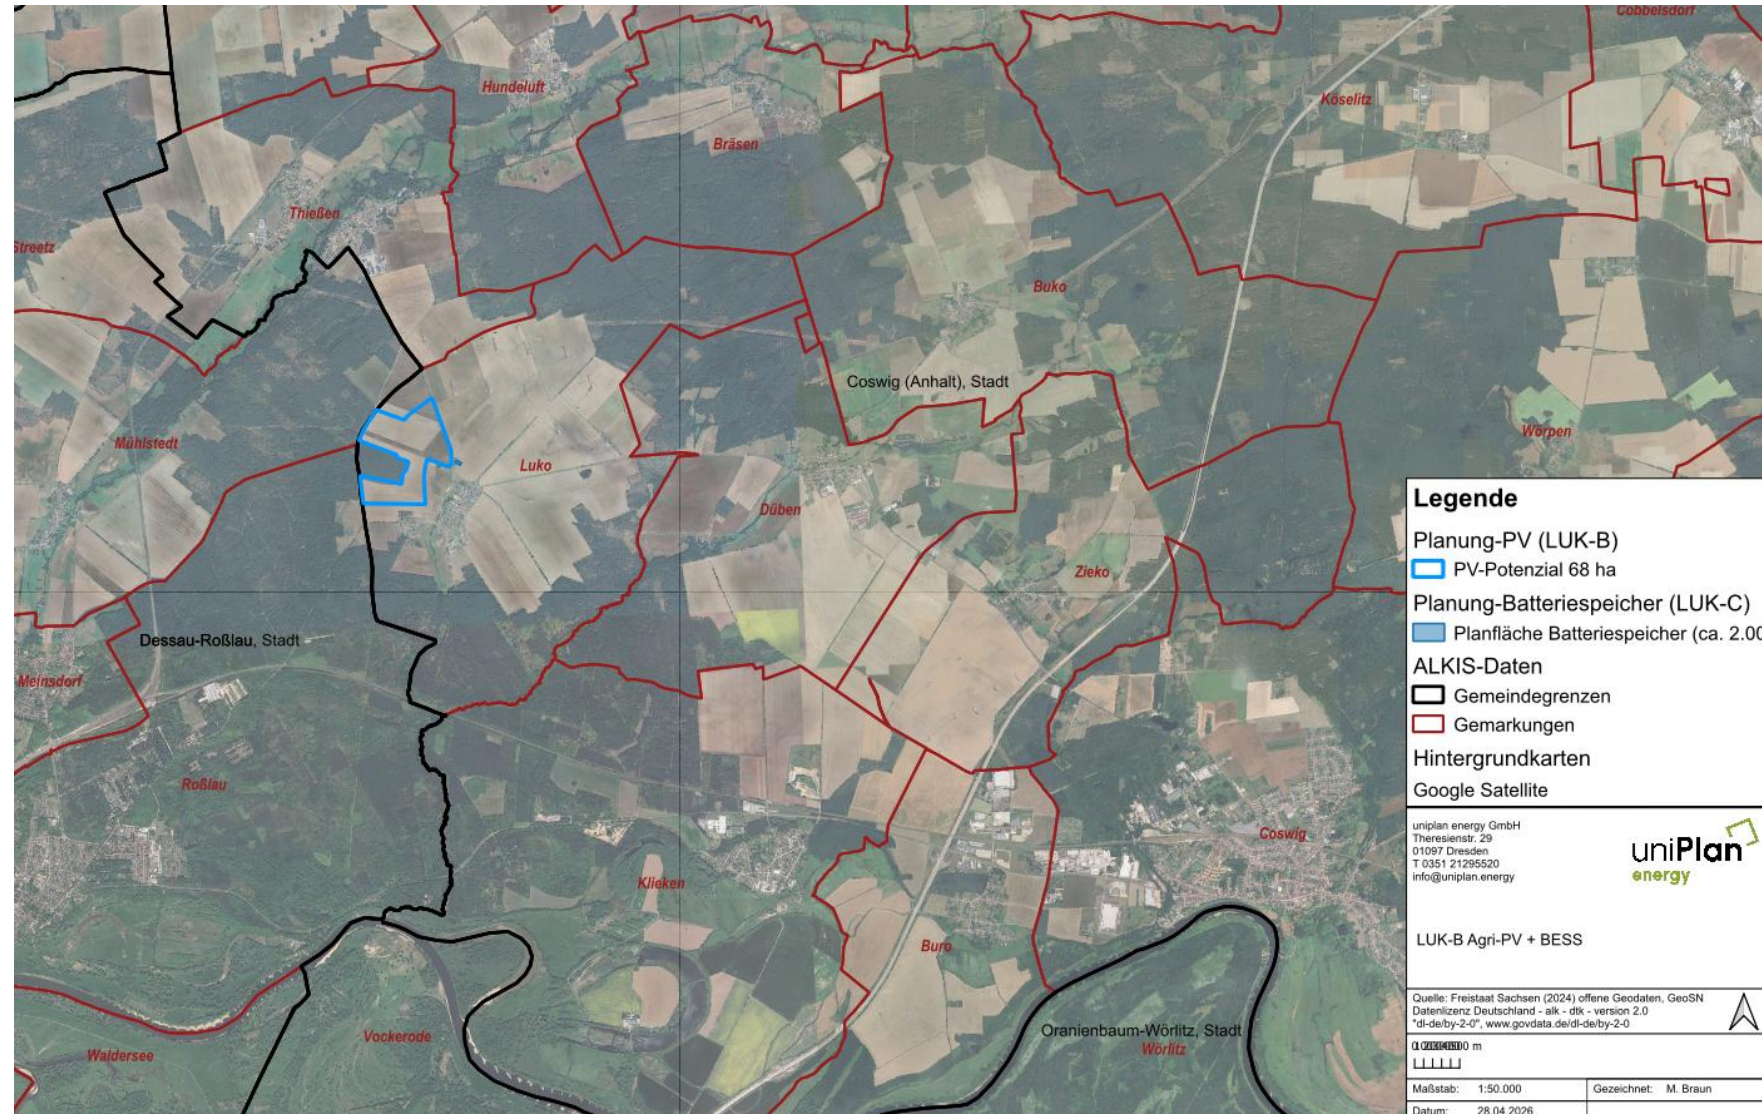 Cobbelsdorf
Hundeluft
Köselitz
Bräsen
Thießen
Streetz
Buko
Coswig (Anhalt), Stadt
Mühlstedt
Luko
Wörpen
Düben
Zieko
Dessau-Roßlau, Stadt
Meinsdorf
Roßlau
Coswig
Klieken
Buro
Vockerode
Oranienbaum-Wörlitz, Stadt
Wörlitz
Waldersee
Legende
Planung-PV (LUK-B)
PV-Potenzial 68 ha
Planung-Batteriespeicher (LUK-C)
Planfläche Batteriespeicher (ca. 2.00
ALKIS-Daten
Gemeindegrenzen
Gemarkungen
Hintergrundkarten
Google Satellite
uniplan energy GmbH
Theresienstr. 29
01097 Dresden
T 0351 21295520
info@uniplan.energy
uniPlan
energy
LUK-B Agri-PV + BESS
Quelle: Freistaat Sachsen (2024) offene Geodaten, GeoSN
Datenlizenz Deutschland - alk - dtk - version 2.0
"dl-de/by-2-0", www.govdata.de/dl-de/by-2-0
m
Maßstab: 1:50.000 Gezeichnet: M. Braun
Datum: 28.04.2026